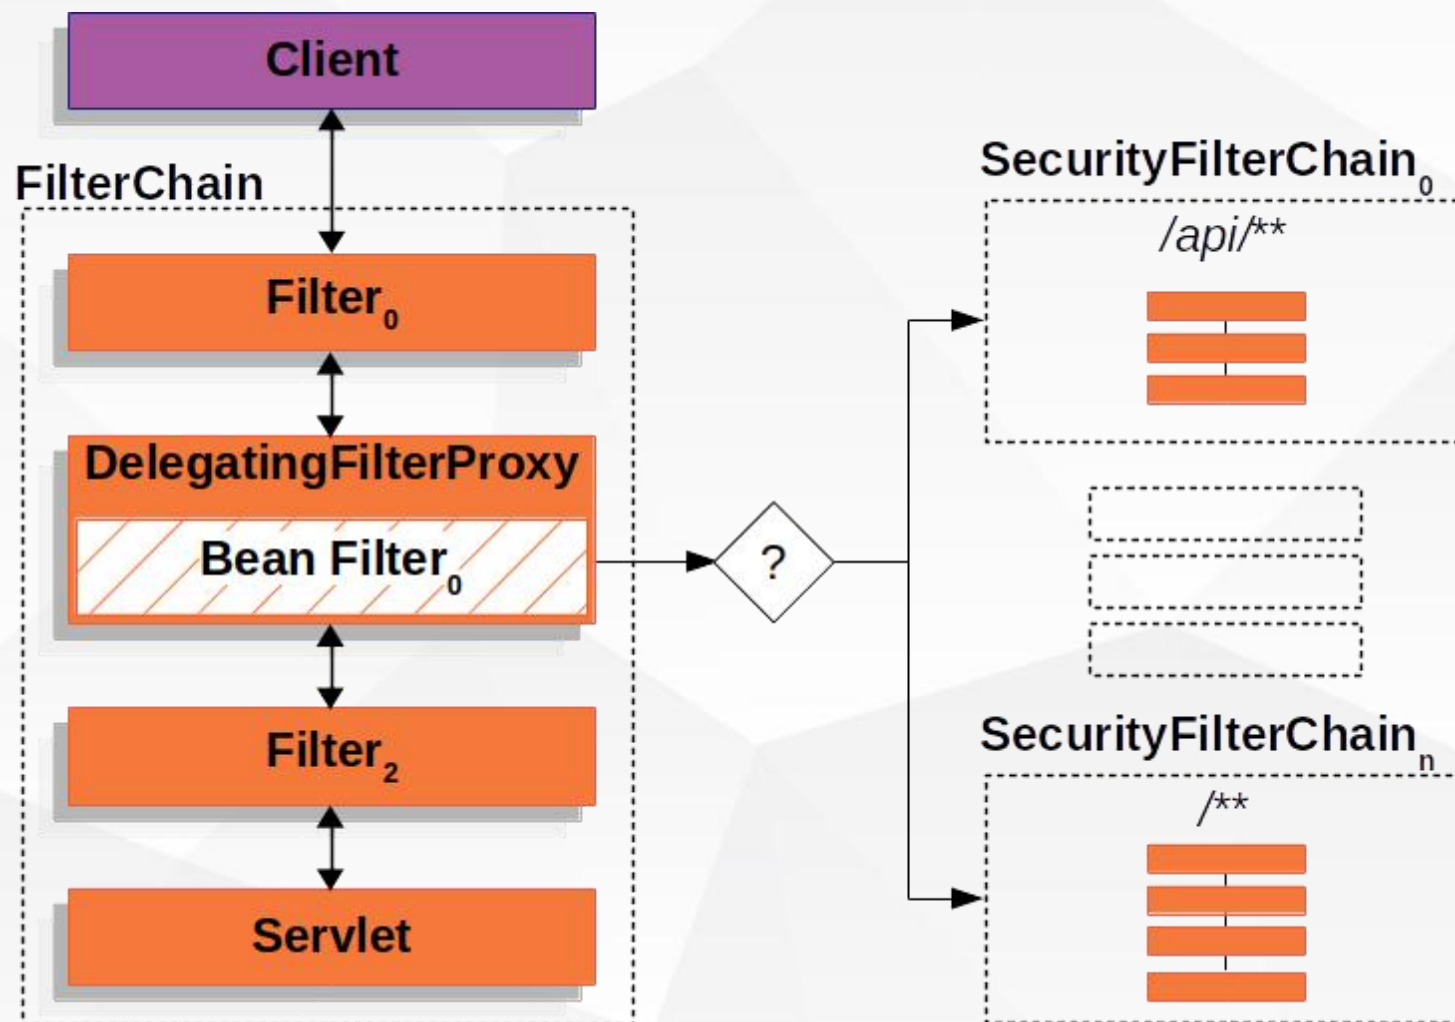 Client
FilterChain
Filter0
DelegatingFilterProxy
Bean Filter0
Filter2
Servlet
?
SecurityFilterChain0
/api/**
SecurityFilterChainn
/**